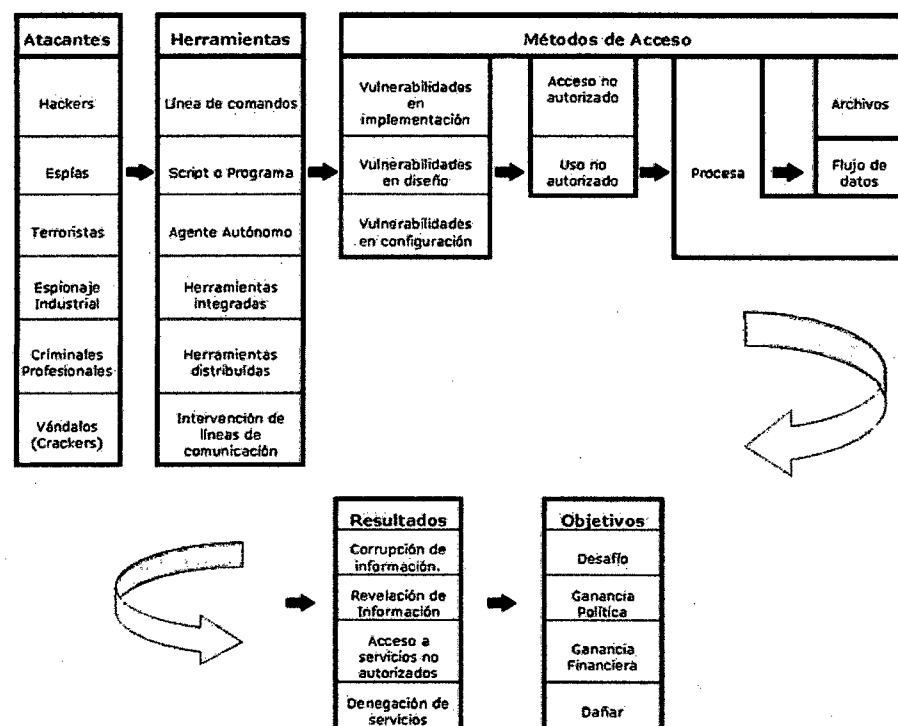 Atacantes
Hackers
Espías
Terroristas
Espionaje
Industrial
Criminales
Profesionales
Vándalos
(Crackers)
Herramientas
Línea de comandos
Script o Programa
Agente Autónomo
Herramientas
integradas
Herramientas
distribuídas
Intervención de
líneas de
comunicación
Métodos de Acceso
Vulnerabilidades
en
implementación
Vulnerabilidades
en diseño
Vulnerabilidades
en configuración
Acceso no
autorizado
Uso no
autorizado
Procesa
Archivos
Flujo de
datos
Resultados
Corrupción de
información.
Revelación de
Información
Acceso a
servicios no
autorizados
Denegación de
servicios
Objetivos
Desafío
Ganancia
Política
Ganancia
Financiera
Dañar